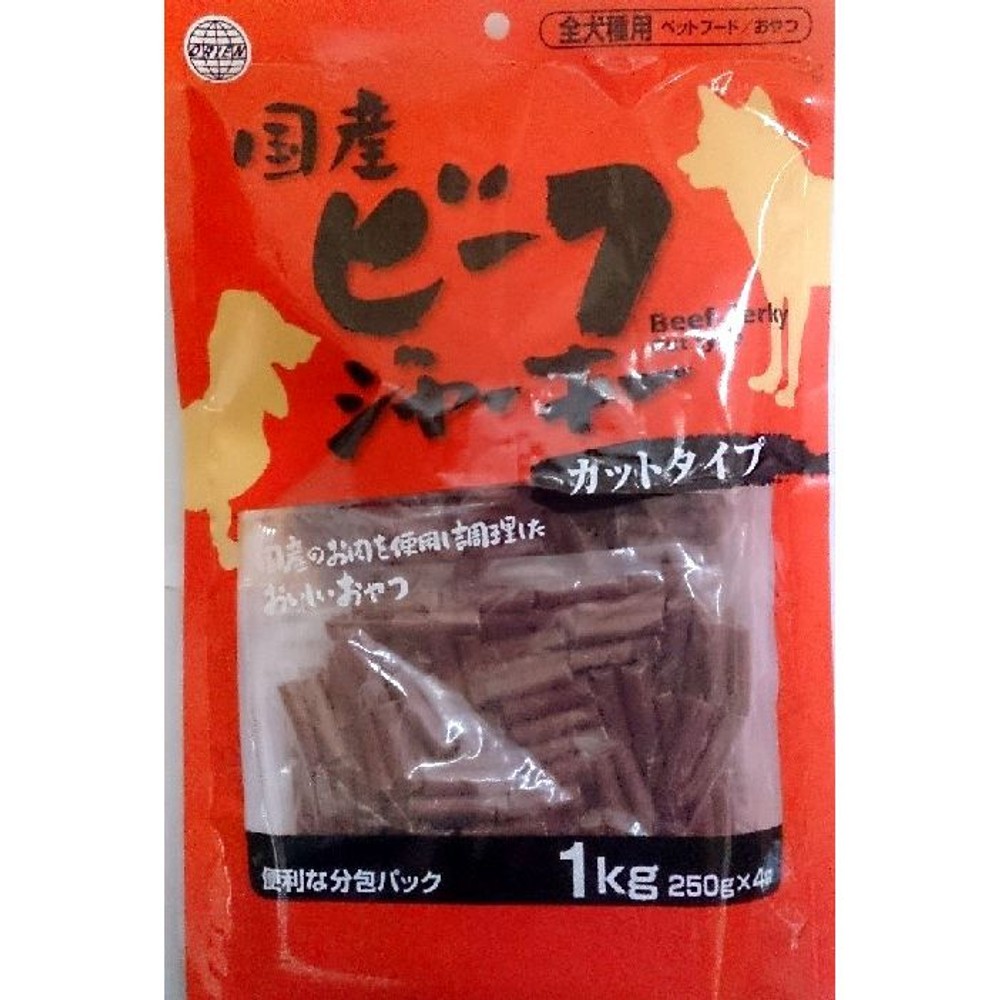 ORIEN
全犬種用 ペットフード/おやつ
国産
ビーフ
Beef Jerky
ジャーキー
カットタイプ
国産のお肉を使用し調理した
おいしいおやつ
便利な分包パック 1kg 250g×4袋